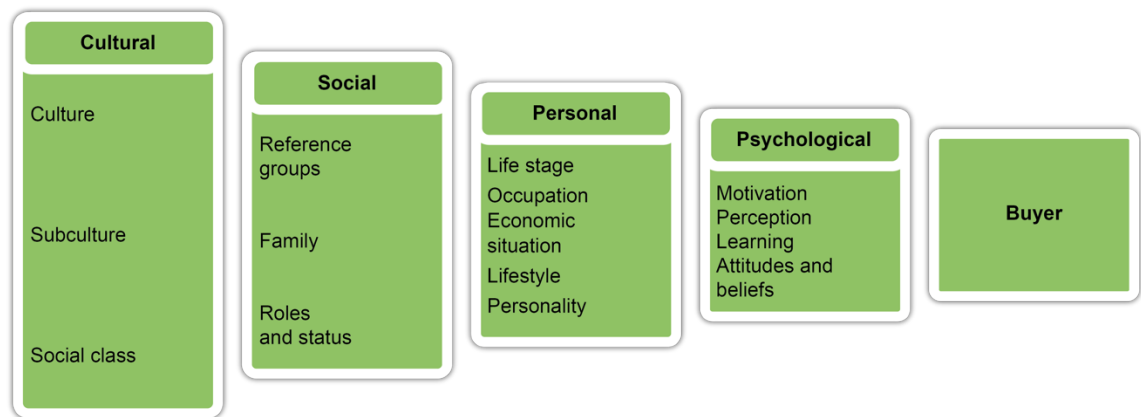 Cultural
Culture
Subculture
Social class
Social
Reference
groups
Family
Roles
and status
Personal
Life stage
Occupation
Economic
situation
Lifestyle
Personality
Psychological
Motivation
Perception
Learning
Attitudes and
beliefs
Buyer